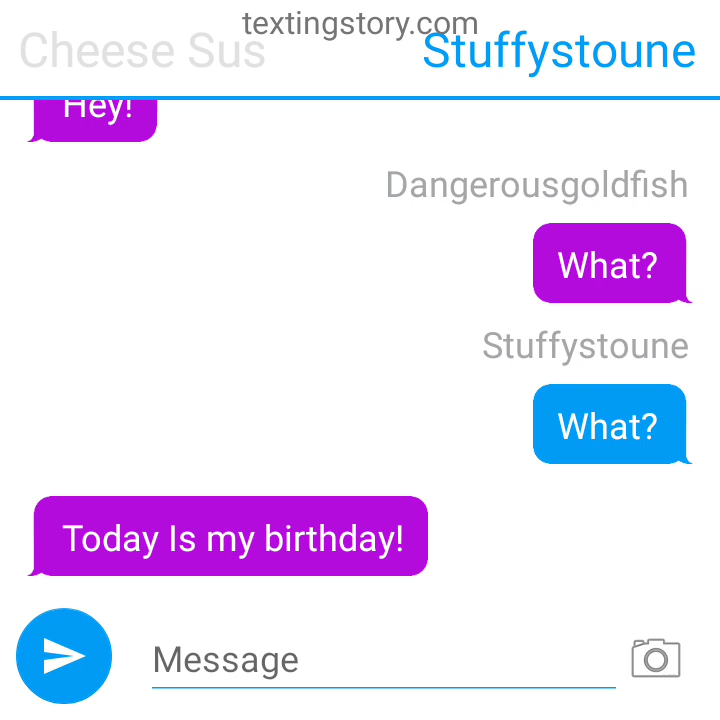 textingstory.com
Cheese Sus Stuffystoune
Hey!
Dangerousgoldfish
What?
Stuffystoune
What?
Today Is my birthday!
Message